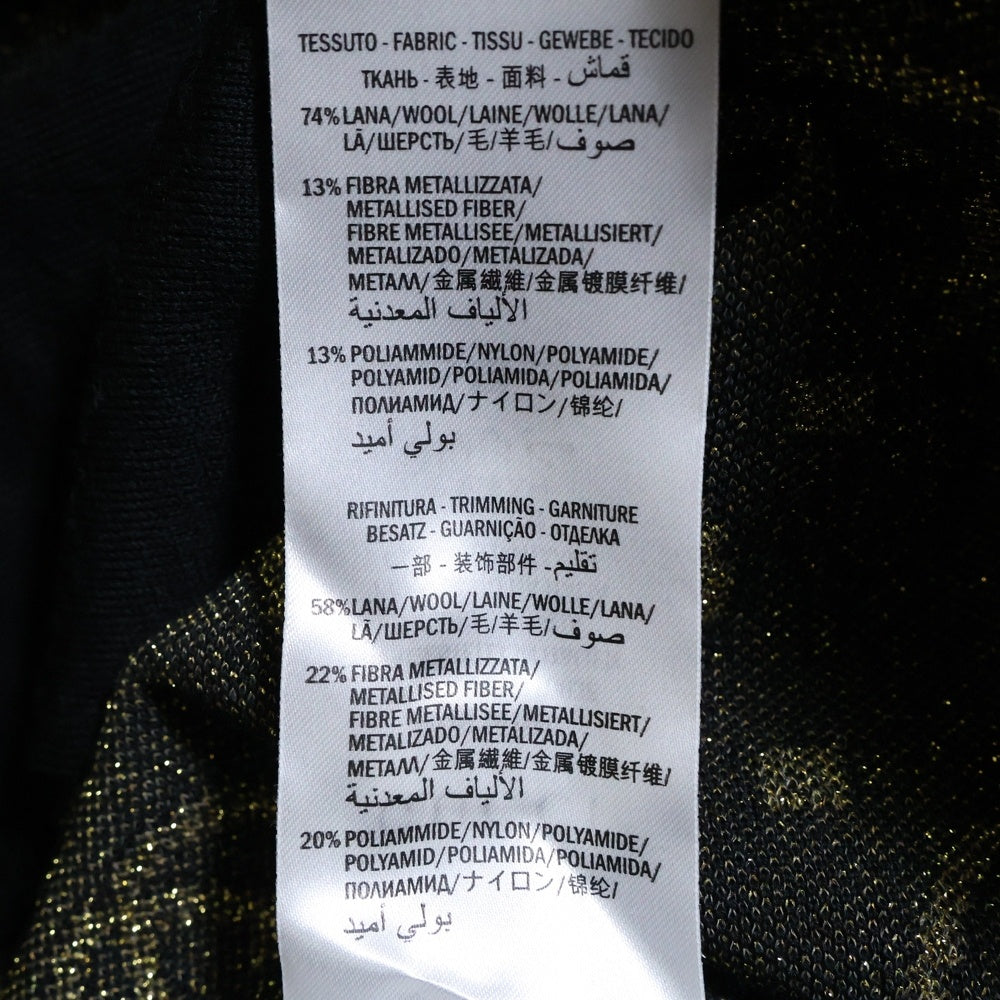 TESSUTO - FABRIC - TISSU - GEWEBE - TECIDO
ТКАНЬ - 表地 - 面料 - قماش
74% LANA/WOOL/LAINE/WOLLE/LANA/
LÃ/ШЕРСТЬ/毛/羊毛/صوف
13% FIBRA METALLIZZATA/
METALLISED FIBER/
FIBRE METALLISEE/METALLISIERT/
METALIZADO/METALIZADA/
МЕТАЛЛ/金属繊維/金属镀膜纤维/
الألياف المعدنية
13% POLIAMMIDE/NYLON/POLYAMIDE/
POLYAMID/POLIAMIDA/POLIAMIDA/
ПОЛИАМИД/ナイロン/锦纶/
بولي أميد
RIFINITURA - TRIMMING - GARNITURE
BESATZ - GUARNIÇÃO - ОТДЕЛКА
一部 - 装饰部件 - تقليم
58% LANA/WOOL/LAINE/WOLLE/LANA/
LÃ/ШЕРСТЬ/毛/羊毛/صوف
22% FIBRA METALLIZZATA/
METALLISED FIBER/
FIBRE METALLISEE/METALLISIERT/
METALIZADO/METALIZADA/
МЕТАЛЛ/金属繊維/金属镀膜纤维/
الألياف المعدنية
20% POLIAMMIDE/NYLON/POLYAMIDE/
POLYAMID/POLIAMIDA/POLIAMIDA/
ПОЛИАМИД/ナイロン/锦纶/
بولي أميد